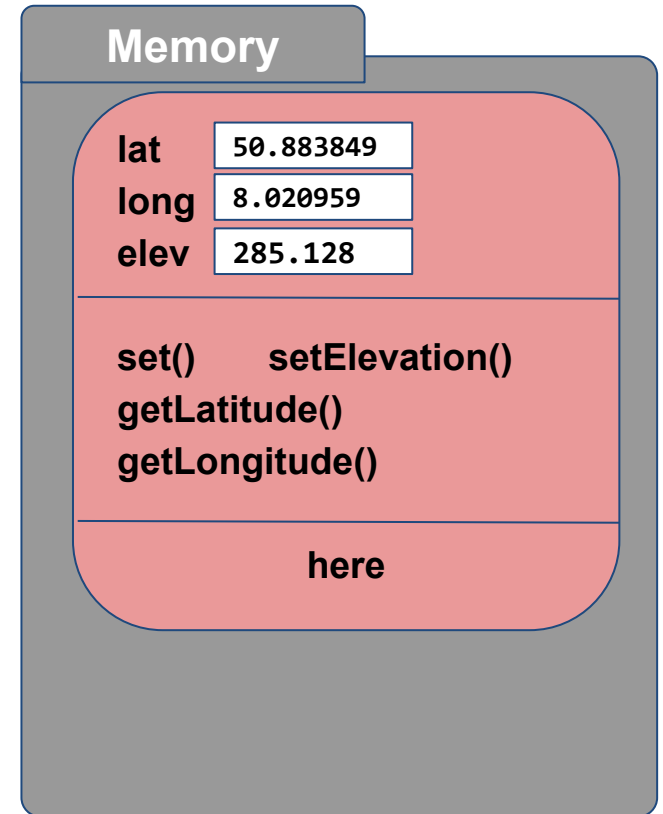 Memory
lat 50.883849
long 8.020959
elev 285.128
set() setElevation()
getLatitude()
getLongitude()
here